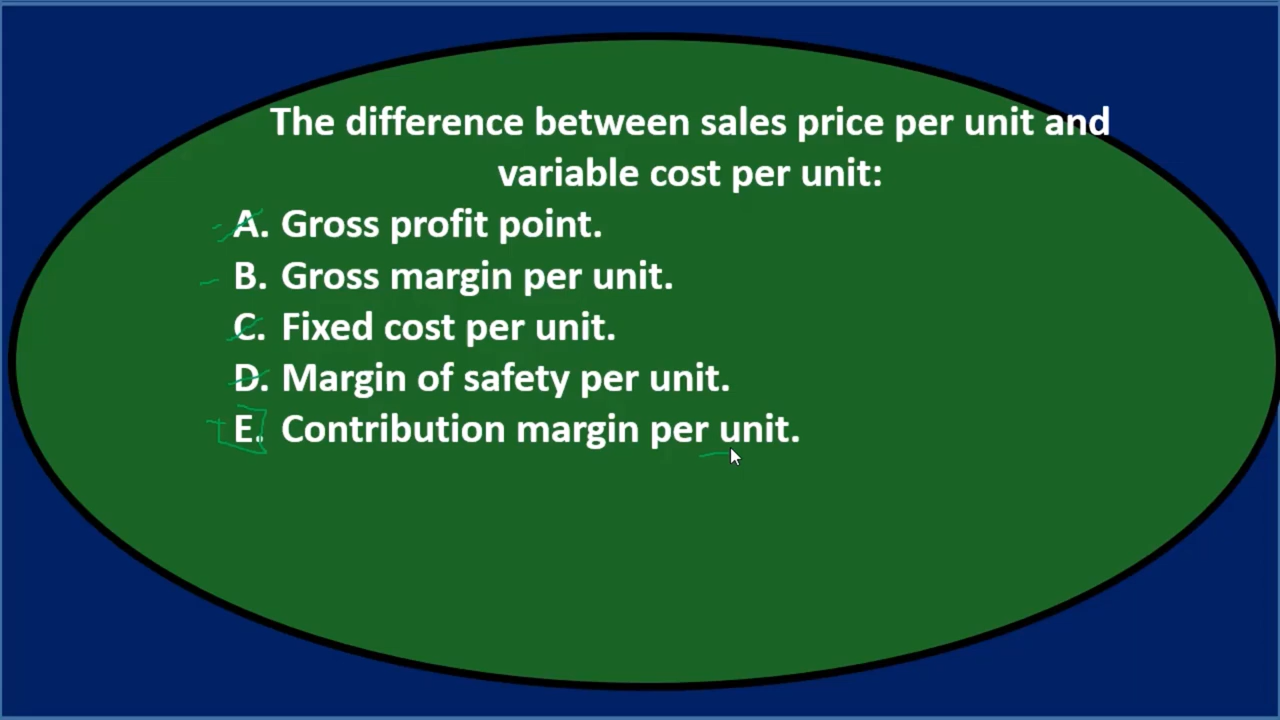 The difference between sales price per unit and
variable cost per unit:
A. Gross profit point.
B. Gross margin per unit.
C. Fixed cost per unit.
D. Margin of safety per unit.
E. Contribution margin per unit.